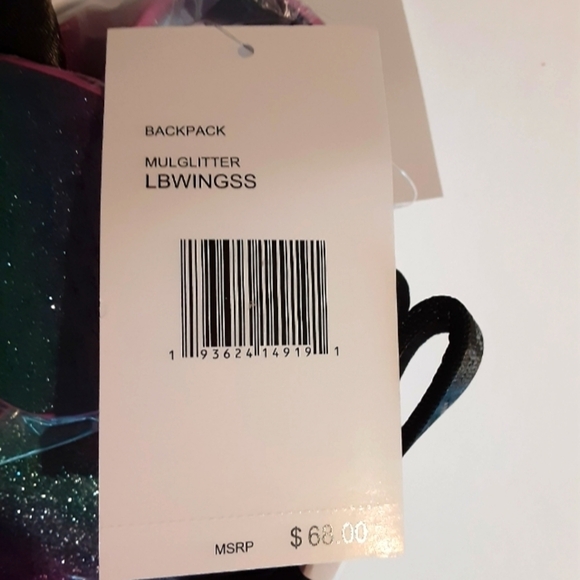 BACKPACK
MULGLITTER
LBWINGSS
1 93624 14919 1
MSRP $68.00